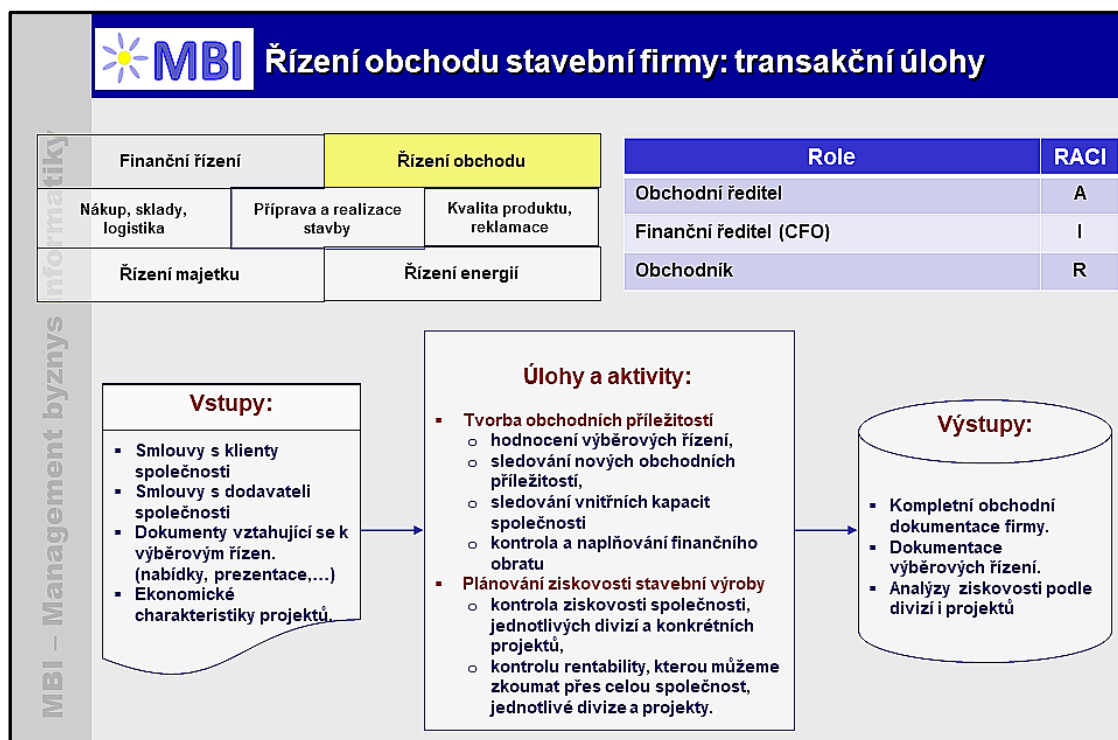 MBI Řízení obchodu stavební firmy: transakční úlohy
MBI – Management byznys informatiky
Finanční řízení
Řízení obchodu
Nákup, sklady,
logistika
Příprava a realizace
stavby
Kvalita produktu,
reklamace
Řízení majetku
Řízení energií
Role RACI
Obchodní ředitel A
Finanční ředitel (CFO) I
Obchodník R
Vstupy:
▪ Smlouvy s klienty
společnosti
▪ Smlouvy s dodavateli
společnosti
▪ Dokumenty vztahující se k
výběrovým řízen.
(nabídky, prezentace,...)
▪ Ekonomické
charakteristiky projektů.
Úlohy a aktivity:
▪ Tvorba obchodních příležitostí
o hodnocení výběrových řízení,
o sledování nových obchodních
příležitostí,
o sledování vnitřních kapacit
společnosti
o kontrola a naplňování finančního
obratu
▪ Plánování ziskovosti stavební výroby
o kontrola ziskovosti společnosti,
jednotlivých divizí a konkrétních
projektů,
o kontrolu rentability, kterou můžeme
zkoumat přes celou společnost,
jednotlivé divize a projekty.
Výstupy:
▪ Kompletní obchodní
dokumentace firmy.
▪ Dokumentace
výběrových řízení.
▪ Analýzy ziskovosti podle
divizí i projektů